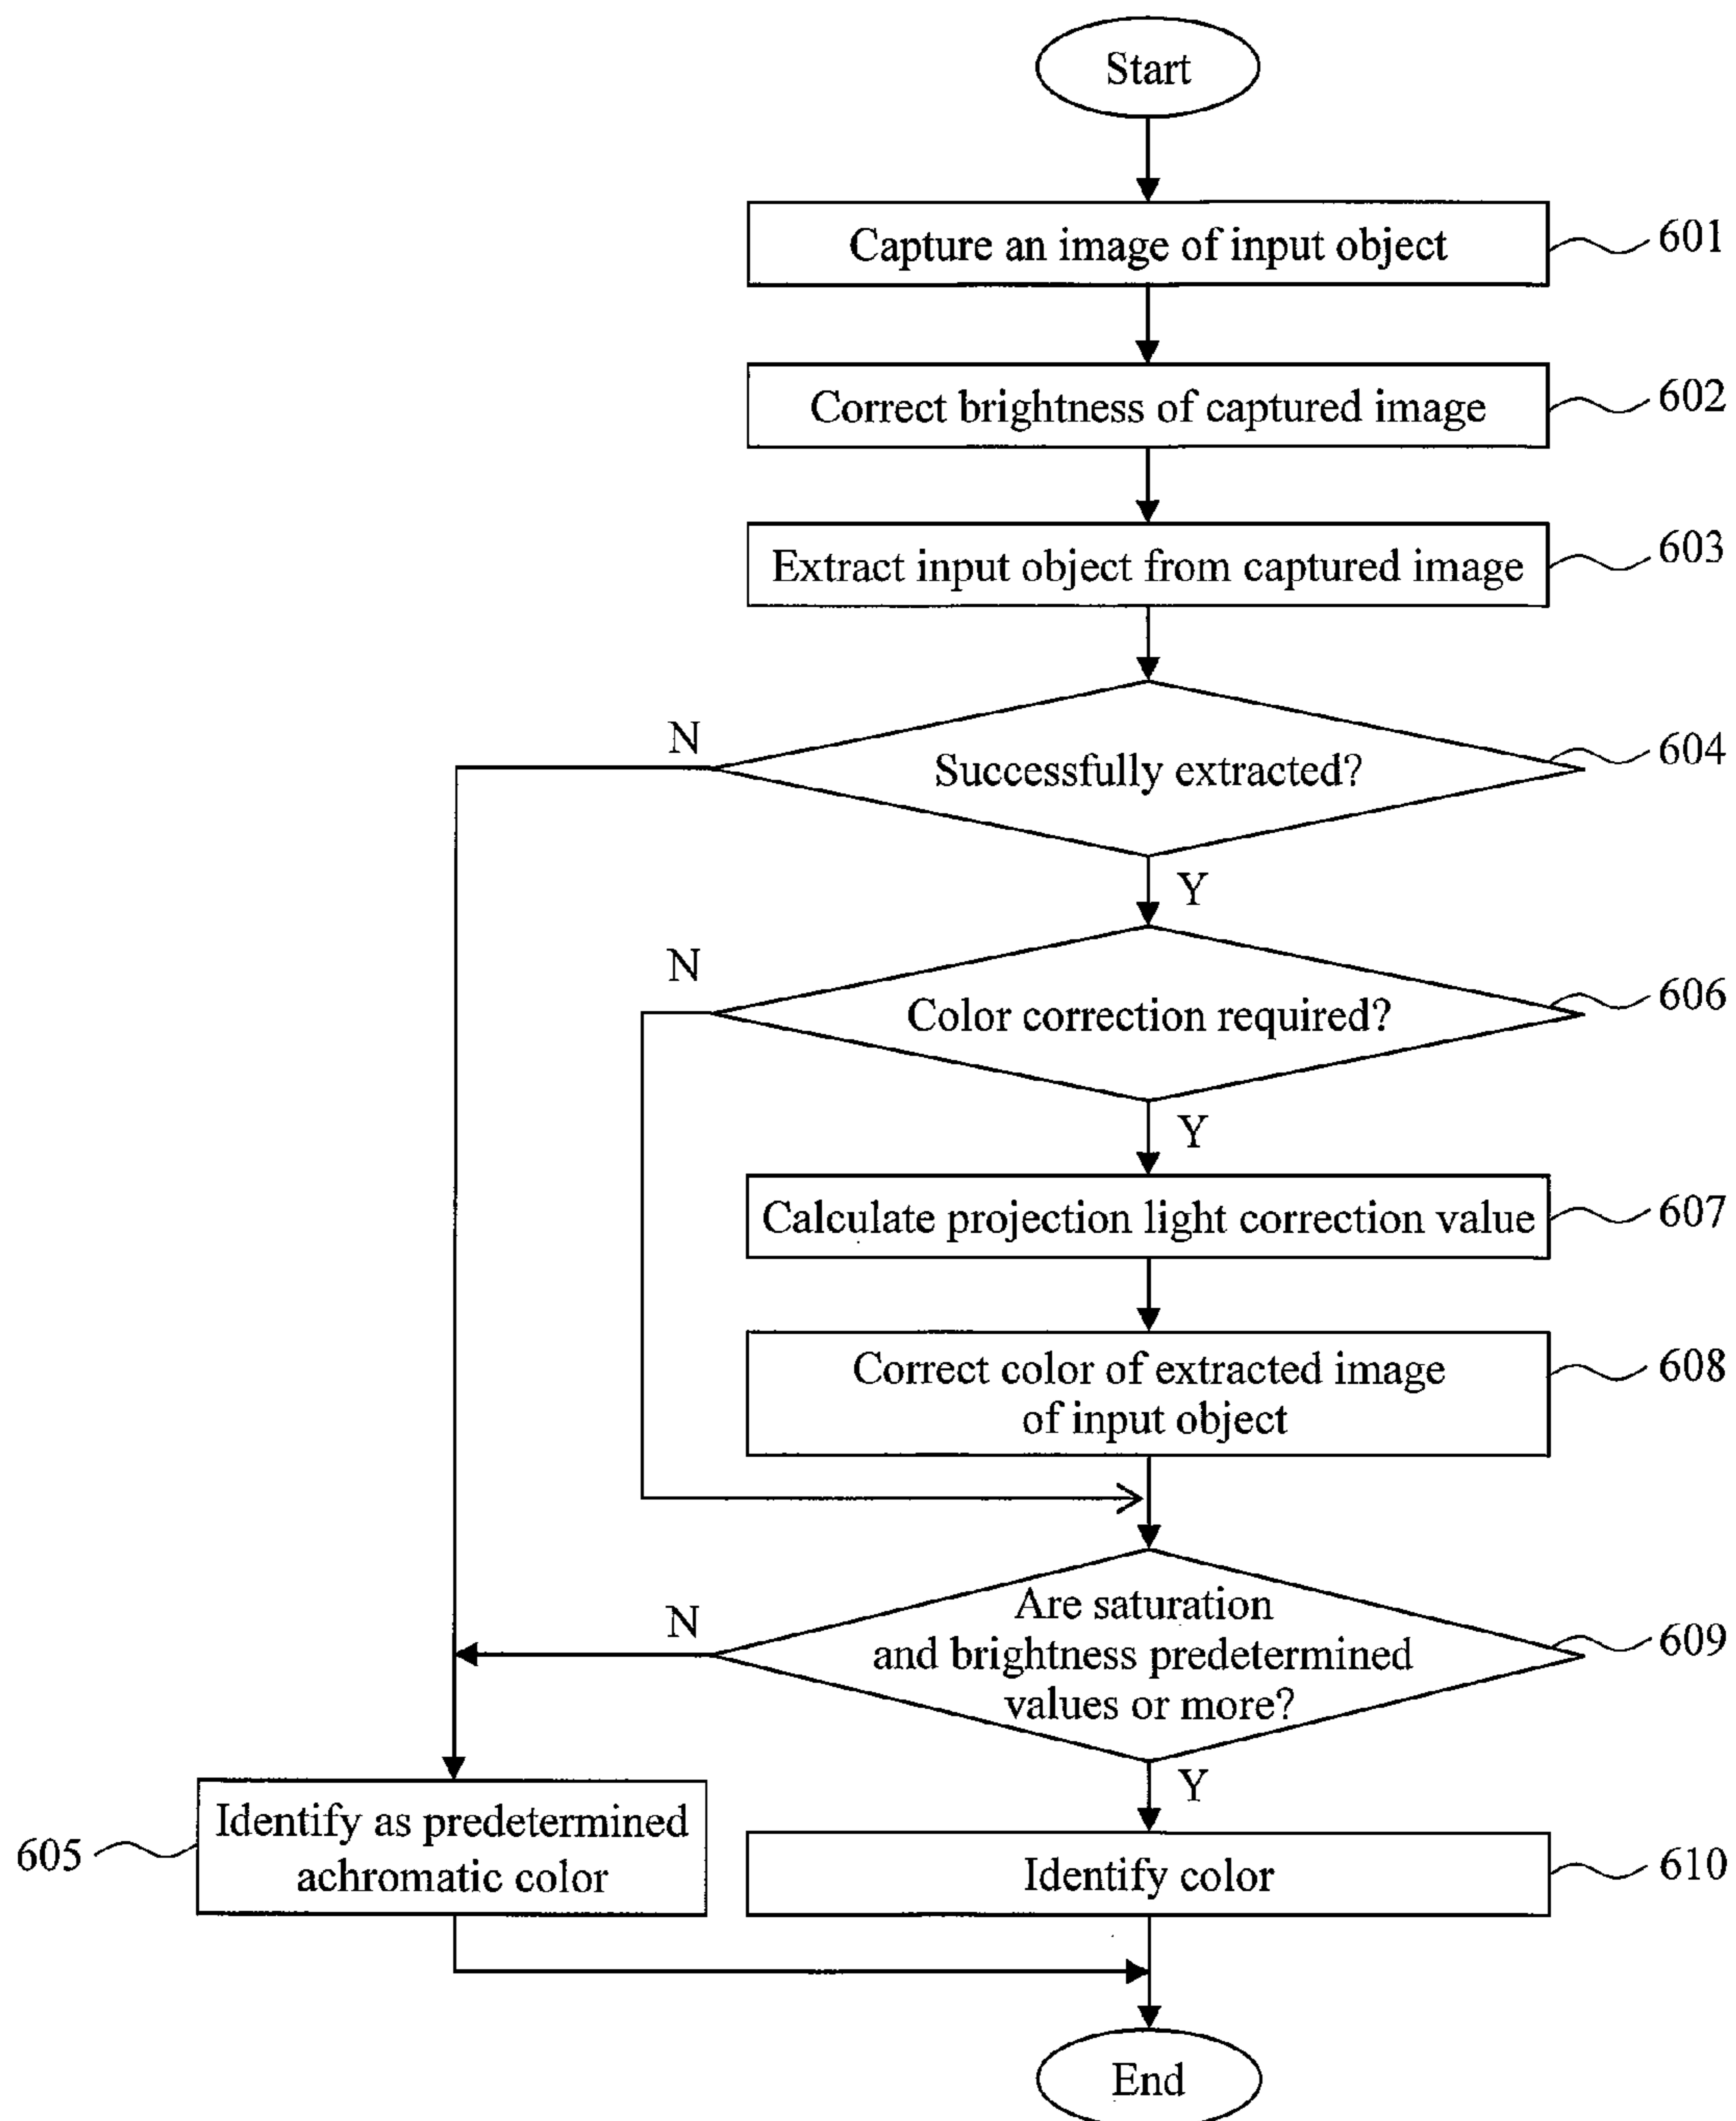 Start
Capture an image of input object
601
Correct brightness of captured image
602
Extract input object from captured image
603
N
Successfully extracted?
604
Y
N
Color correction required?
606
Y
Calculate projection light correction value
607
Correct color of extracted image
of input object
608
N
Are saturation
and brightness predetermined
values or more?
609
Y
605
Identify as predetermined
achromatic color
Identify color
610
End